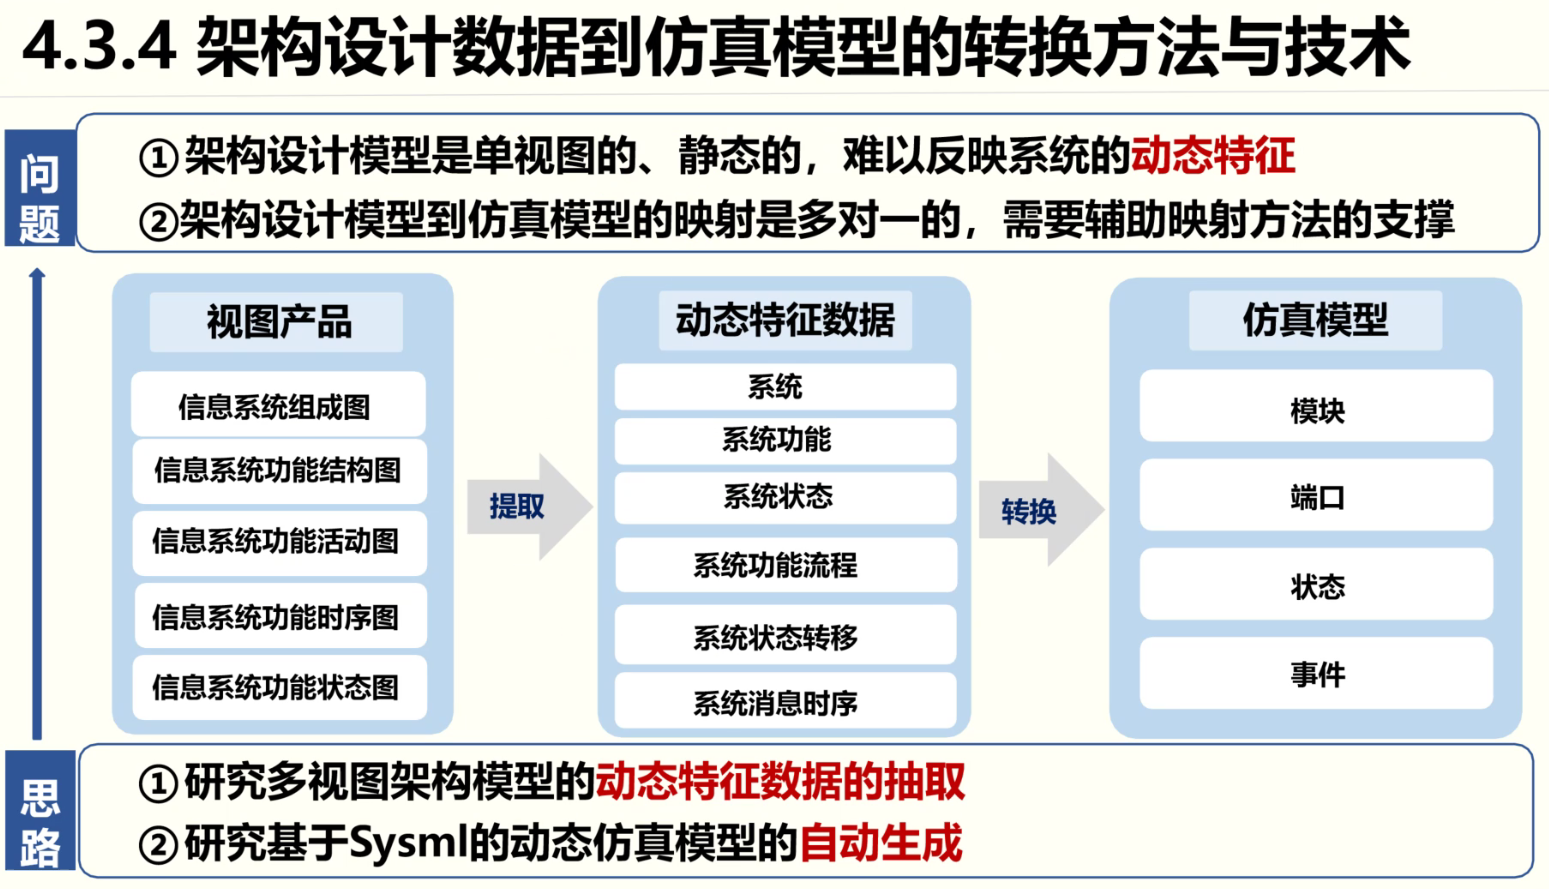 4.3.4 架构设计数据到仿真模型的转换方法与技术
问题
①架构设计模型是单视图的、静态的，难以反映系统的动态特征
②架构设计模型到仿真模型的映射是多对一的，需要辅助映射方法的支撑
视图产品
信息系统组成图
信息系统功能结构图
信息系统功能活动图
信息系统功能时序图
信息系统功能状态图
提取
动态特征数据
系统
系统功能
系统状态
系统功能流程
系统状态转移
系统消息时序
转换
仿真模型
模块
端口
状态
事件
思路
①研究多视图架构模型的动态特征数据的抽取
②研究基于Sysml的动态仿真模型的自动生成